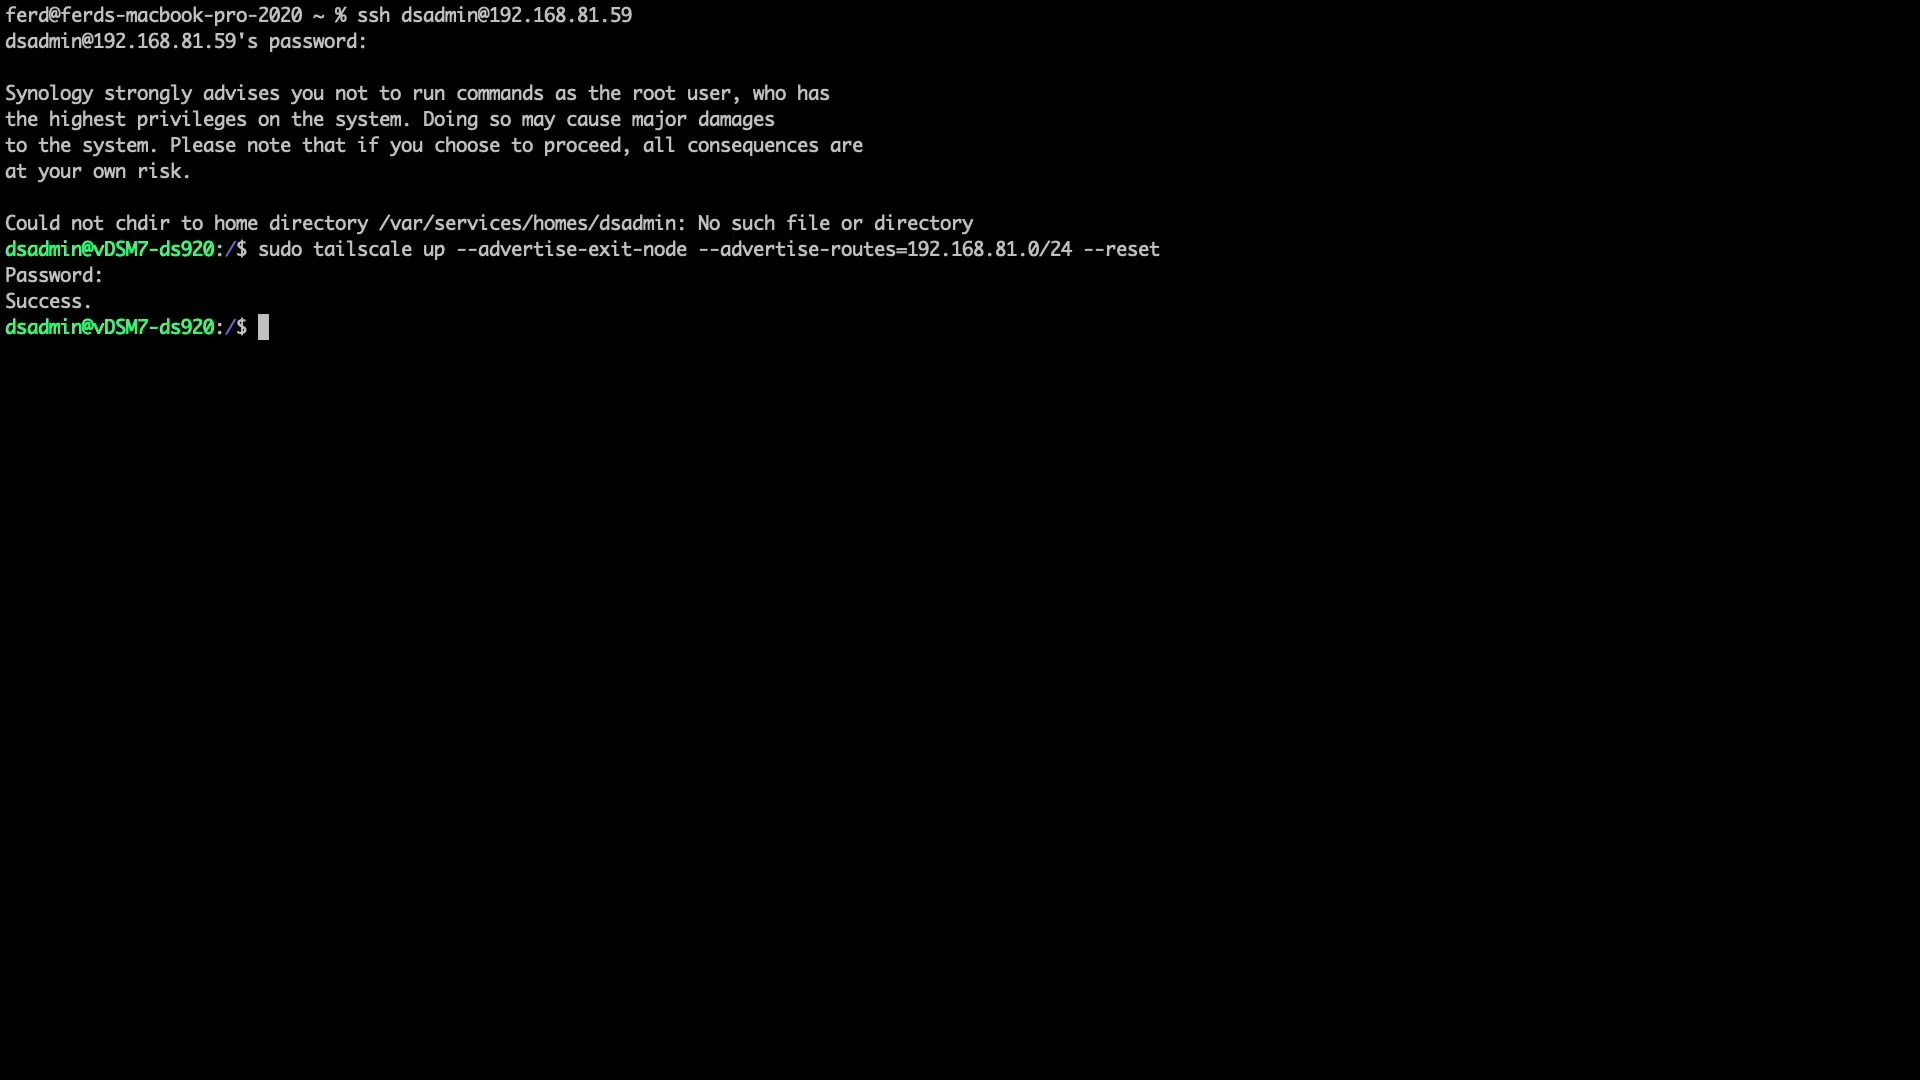 ferd@ferds-macbook-pro-2020 ~ % ssh dsadmin@192.168.81.59
dsadmin@192.168.81.59's password:
Synology strongly advises you not to run commands as the root user, who has
the highest privileges on the system. Doing so may cause major damages
to the system. Please note that if you choose to proceed, all consequences are
at your own risk.
Could not chdir to home directory /var/services/homes/dsadmin: No such file or directory
dsadmin@vDSM7-ds920:/$ sudo tailscale up --advertise-exit-node --advertise-routes=192.168.81.0/24 --reset
Password:
Success.
dsadmin@vDSM7-ds920:/$